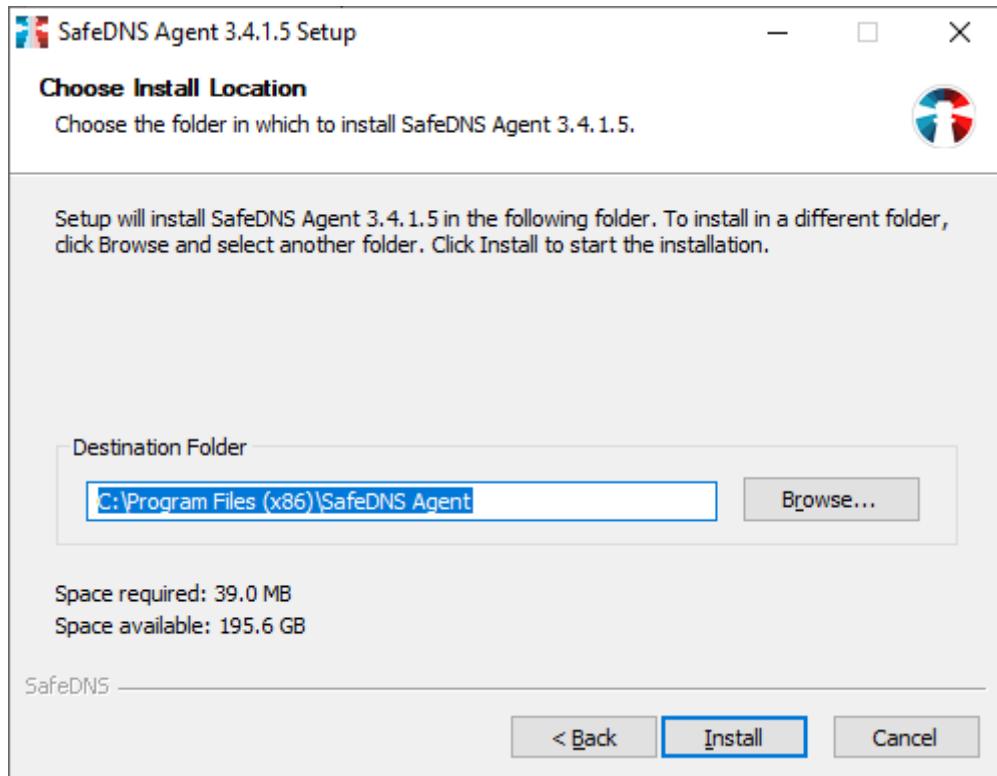 SafeDNS Agent 3.4.1.5 Setup
Choose Install Location
Choose the folder in which to install SafeDNS Agent 3.4.1.5.
Setup will install SafeDNS Agent 3.4.1.5 in the following folder. To install in a different folder,
click Browse and select another folder. Click Install to start the installation.
Destination Folder
C:\Program Files (x86)\SafeDNS Agent
Browse...
Space required: 39.0 MB
Space available: 195.6 GB
SafeDNS
< Back
Install
Cancel